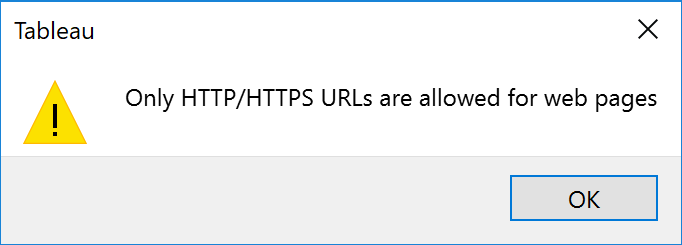 Tableau
Only HTTP/HTTPS URLs are allowed for web pages
OK